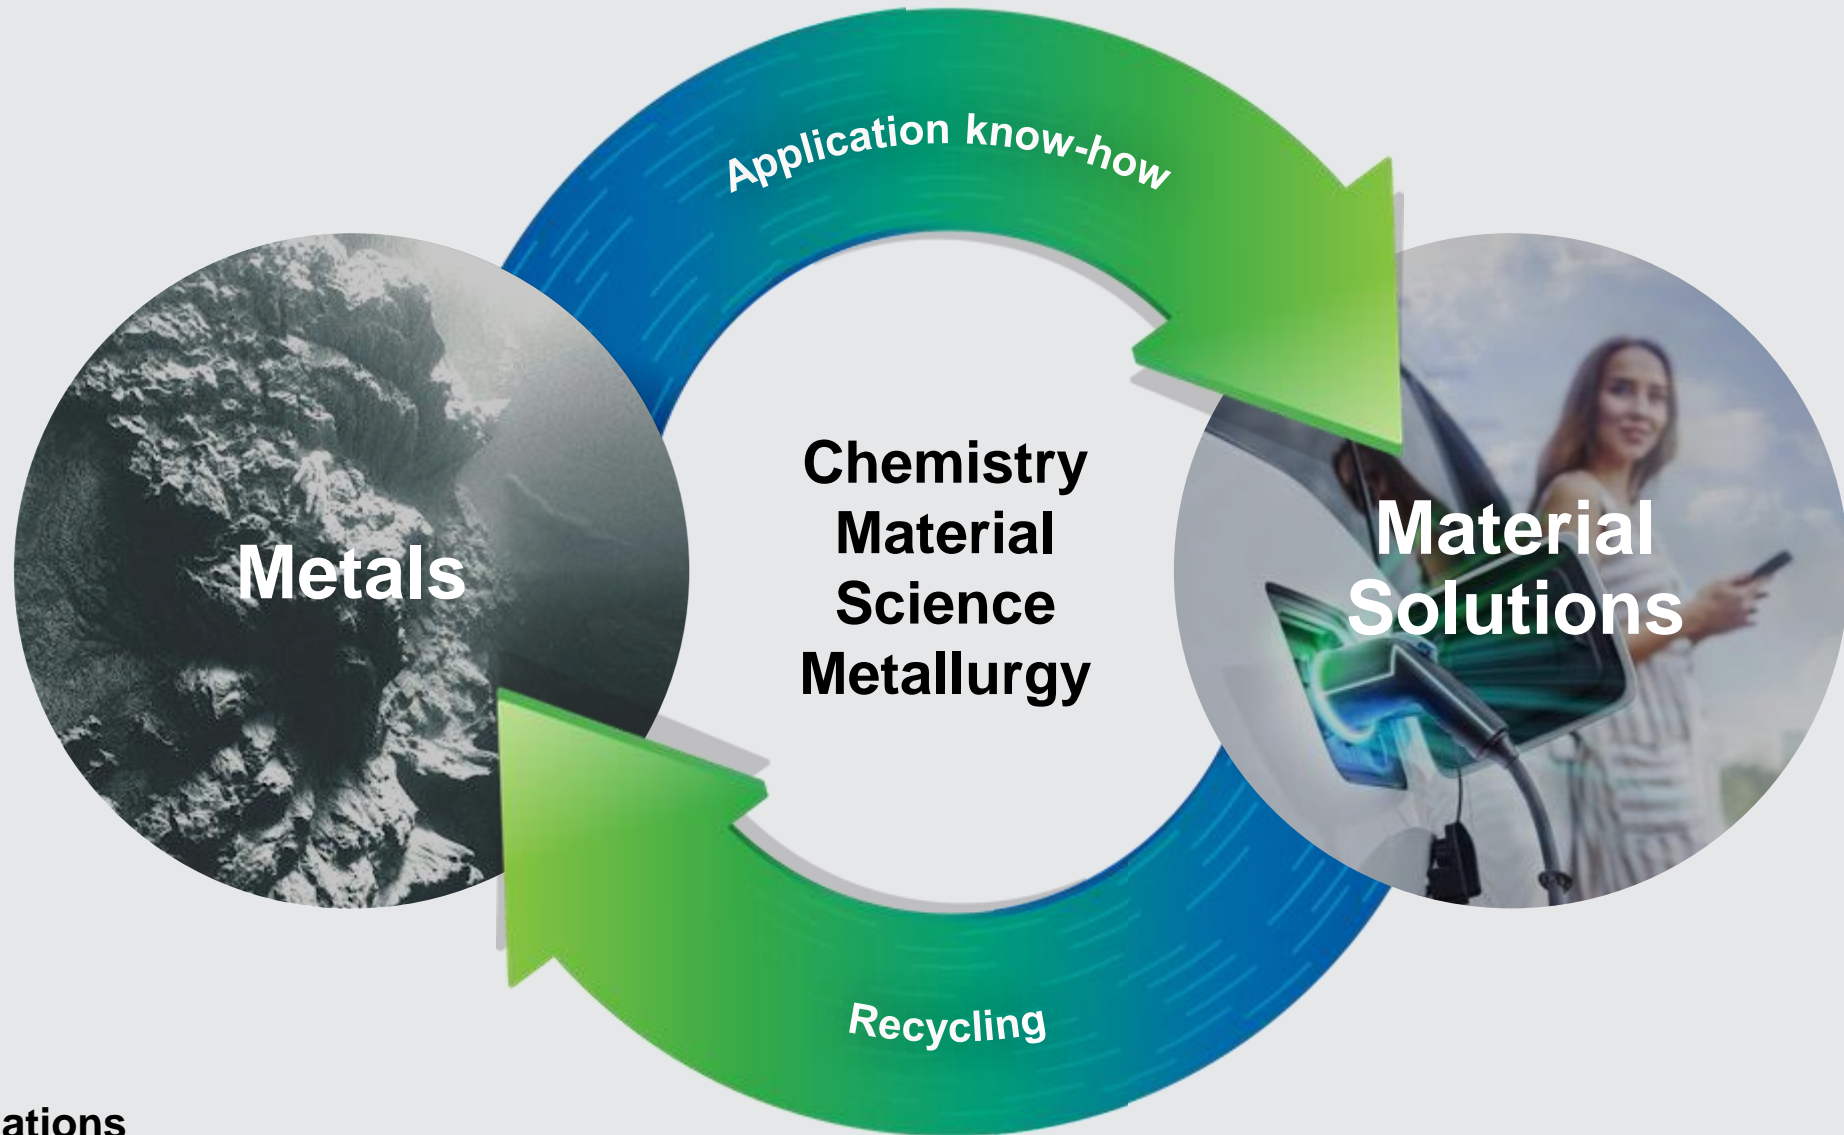 Application know-how
Metals
Chemistry
Material
Science
Metallurgy
Material
Solutions
Recycling
ations